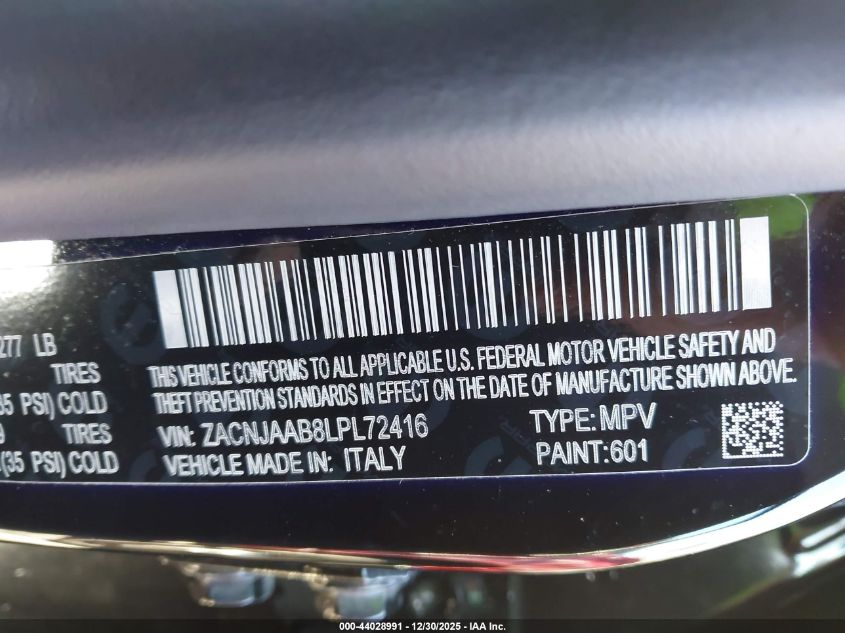 277 LB
TIRES
35 PSI) COLD
TIRES
(35 PSI) COLD
THIS VEHICLE CONFORMS TO ALL APPLICABLE U.S. FEDERAL MOTOR VEHICLE SAFETY AND
THEFT PREVENTION STANDARDS IN EFFECT ON THE DATE OF MANUFACTURE SHOWN ABOVE.
VIN: ZACNJAAB8LPL72416
TYPE: MPV
VEHICLE MADE IN: ITALY
PAINT:601
000-44028991 - 12/30/2025 - IAA Inc.